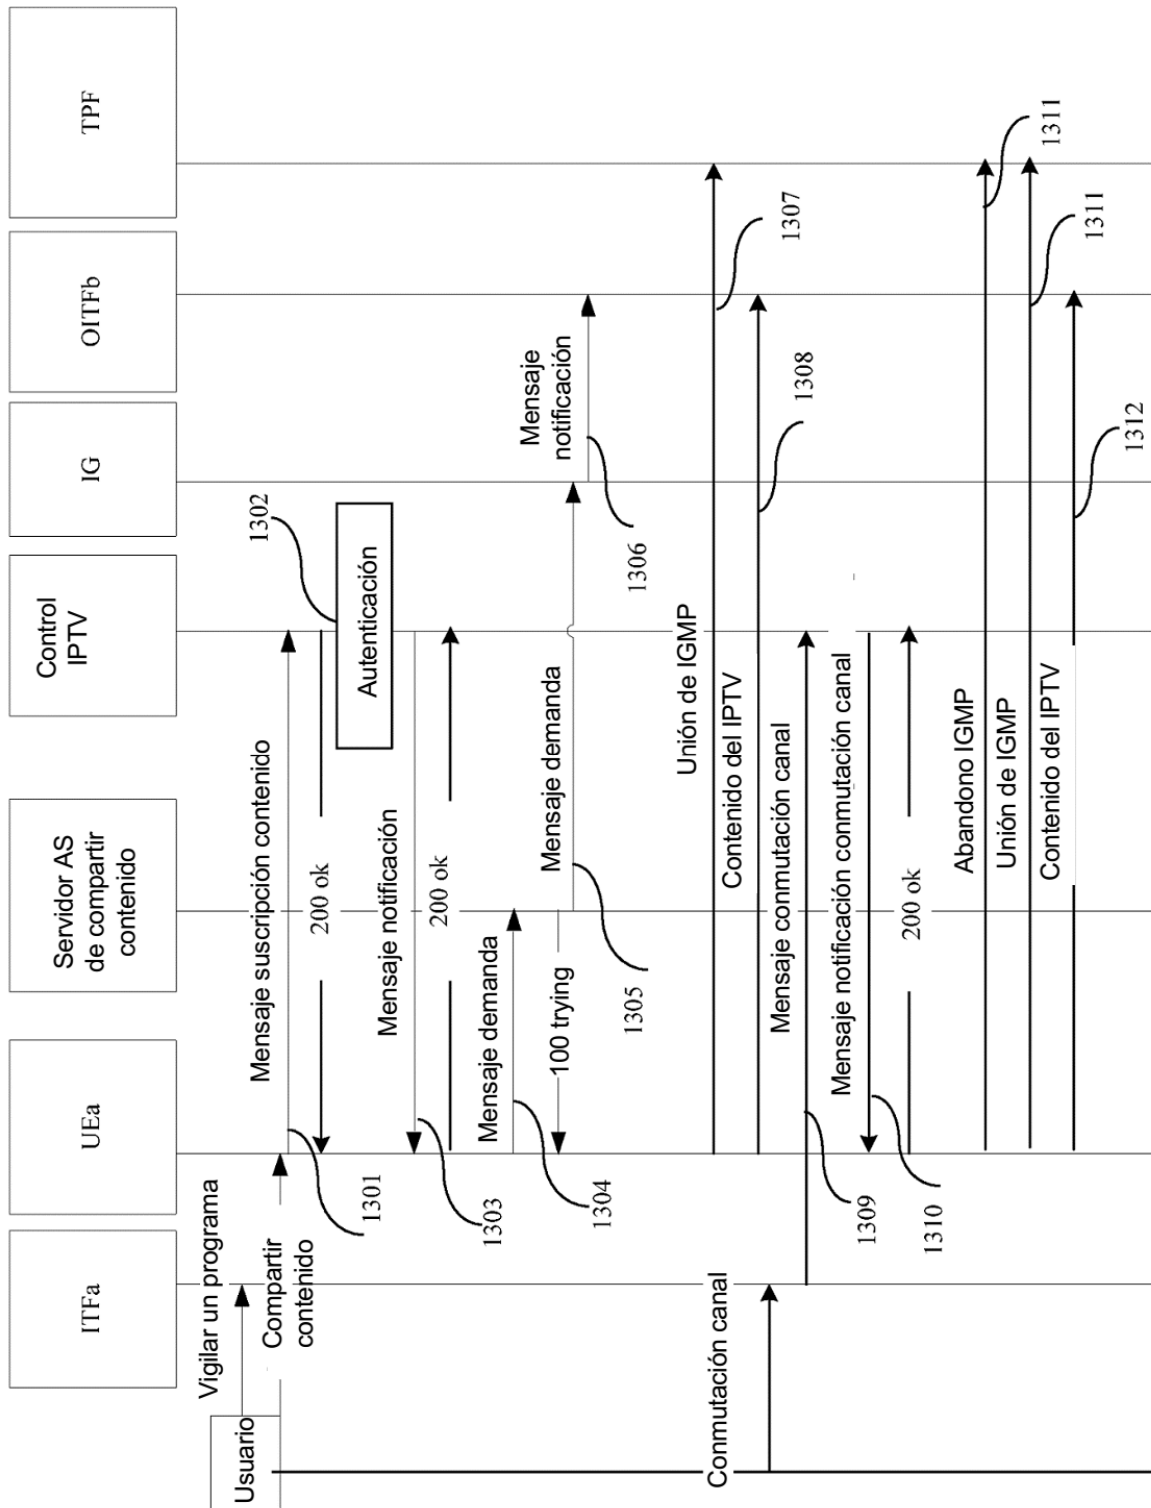 ITFa
UEa
Servidor AS
de compartir
contenido
Control
IPTV
IG
OITFb
TPF
Usuario
Vigilar un programa
Compartir
contenido
Mensaje suscripción contenido
1301
200 ok
1302
Autenticación
Mensaje notificación
1303
200 ok
Mensaje demanda
1304
100 trying
Mensaje demanda
1305
Mensaje
notificación
1306
Unión de IGMP
1307
Contenido del IPTV
1308
Conmutación canal
Mensaje conmutación canal
1309
Mensaje notificación conmutación canal
1310
200 ok
Abandono IGMP
1311
Unión de IGMP
1311
Contenido del IPTV
1312